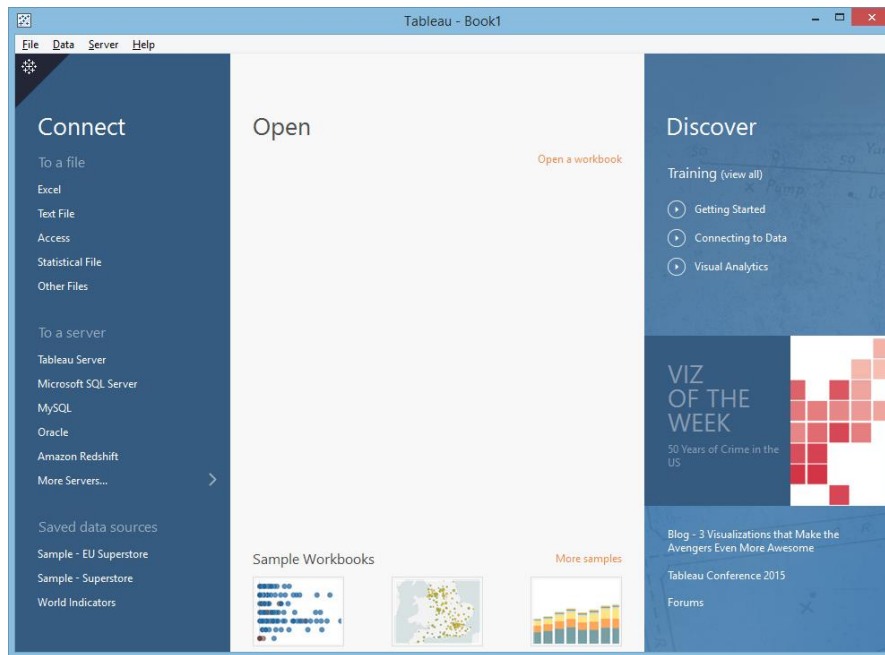 Tableau - Book1
File Data Server Help
Connect
To a file
Excel
Text File
Access
Statistical File
Other Files
To a server
Tableau Server
Microsoft SQL Server
MySQL
Oracle
Amazon Redshift
More Servers...
Saved data sources
Sample - EU Superstore
Sample - Superstore
World Indicators
Open
Open a workbook
Sample Workbooks
More samples
Discover
Training (view all)
Getting Started
Connecting to Data
Visual Analytics
VIZ
OF THE
WEEK
50 Years of Crime in the
US
Blog - 3 Visualizations that Make the
Avengers Even More Awesome
Tableau Conference 2015
Forums